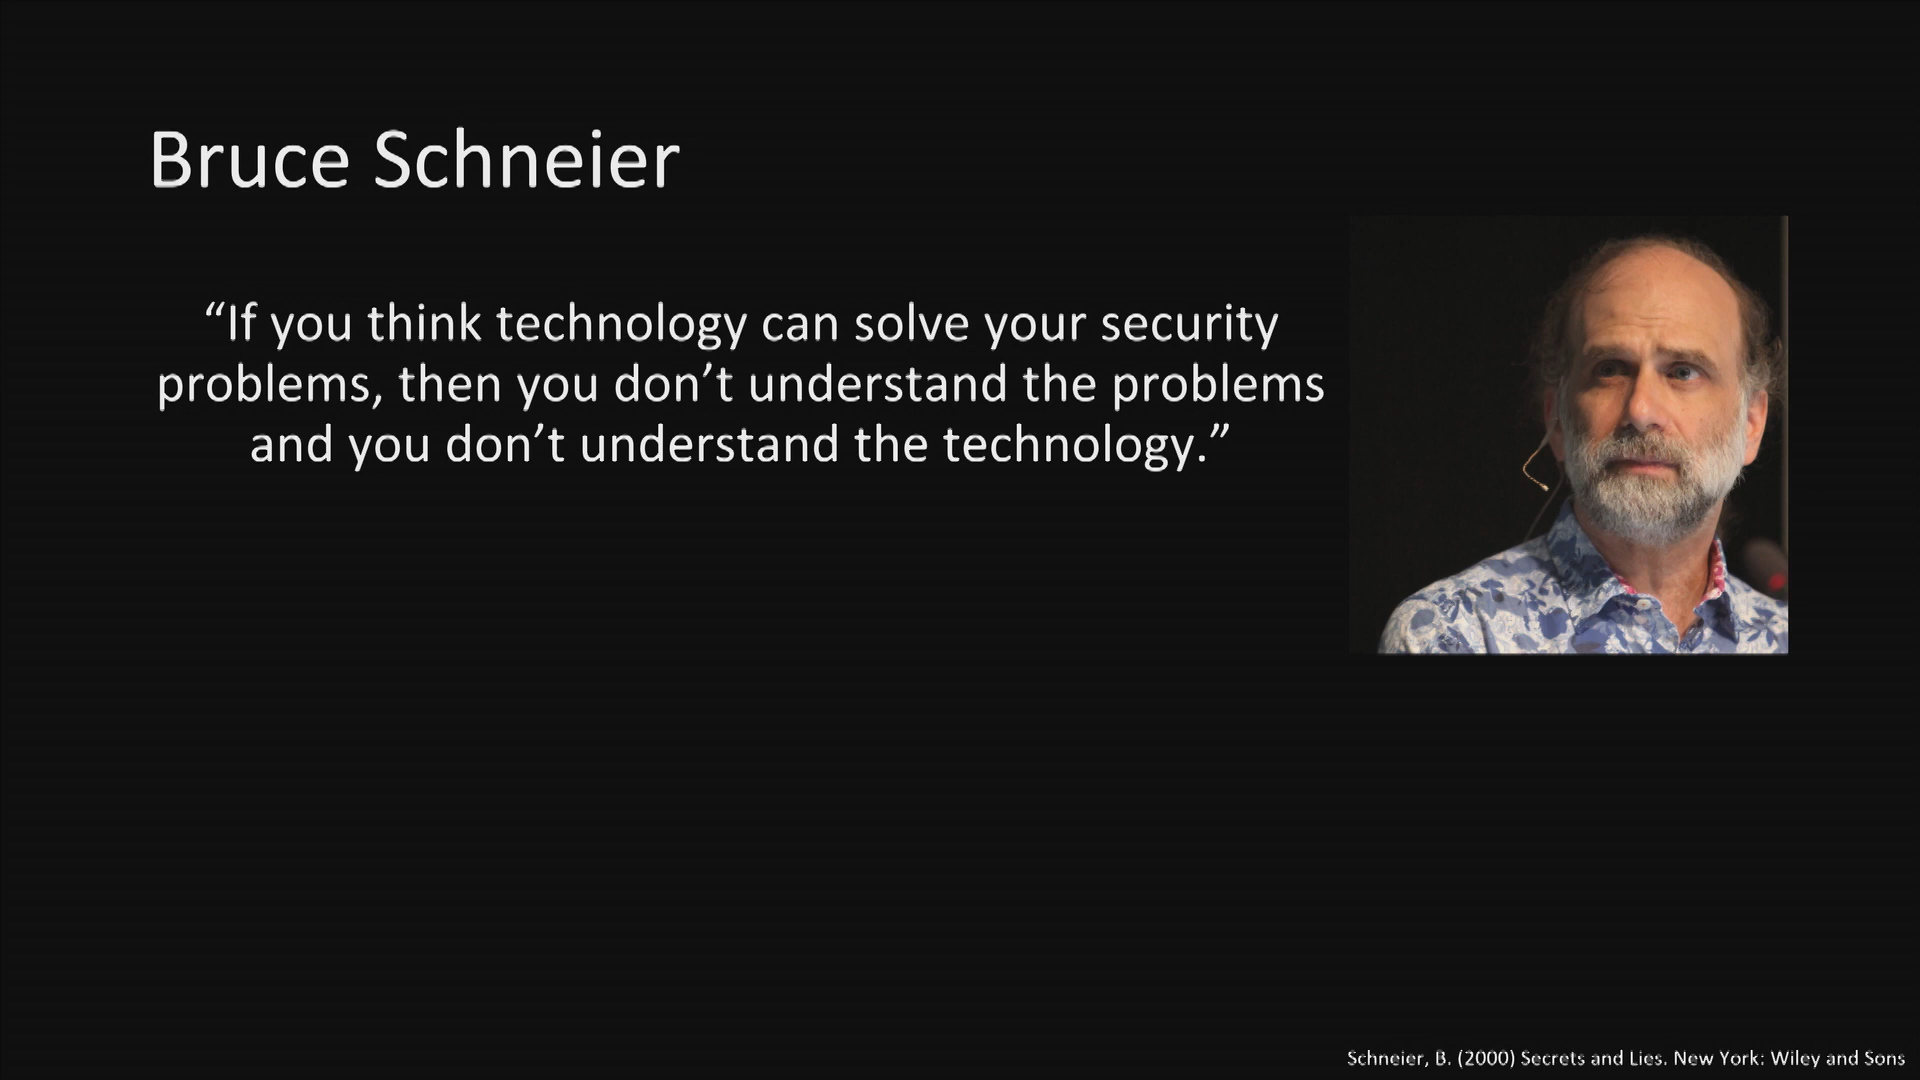 Bruce Schneier
“If you think technology can solve your security
problems, then you don’t understand the problems
and you don’t understand the technology.”
Schneier, B. (2000) Secrets and Lies. New York: Wiley and Sons